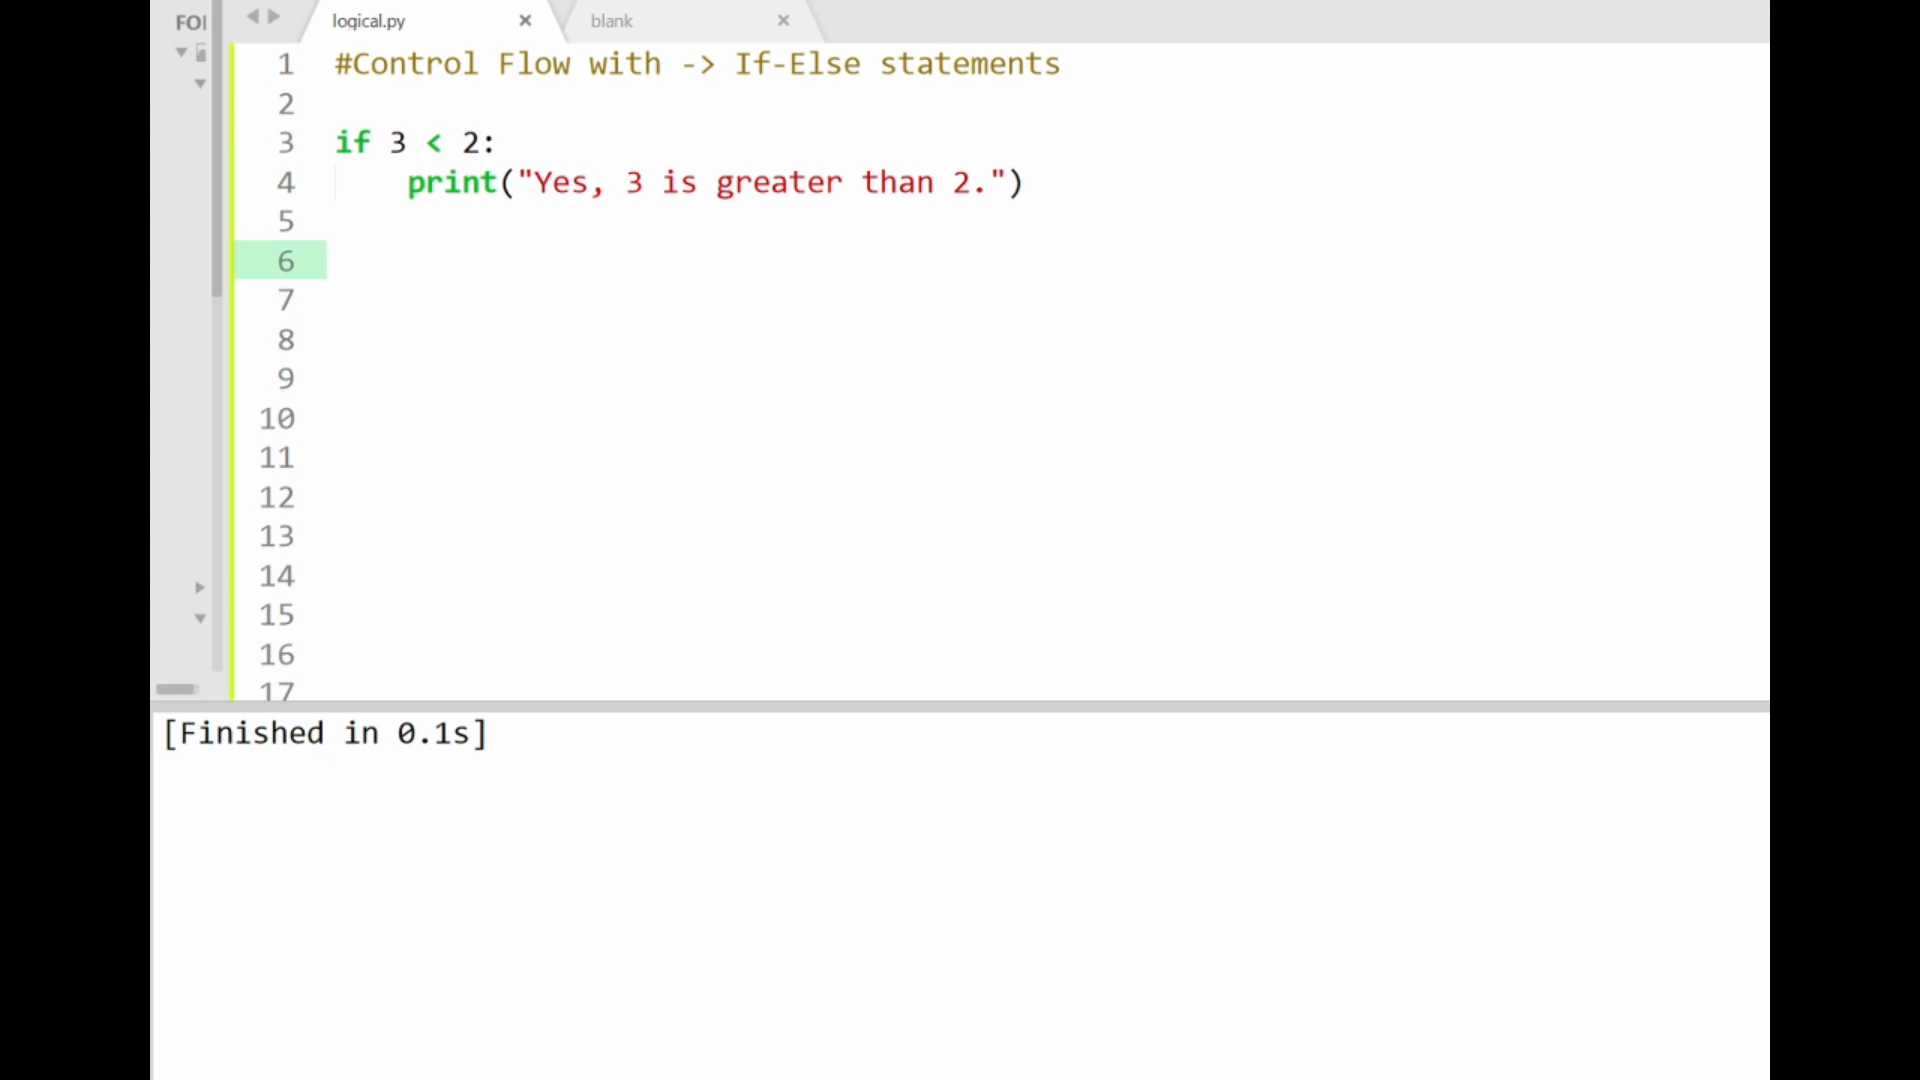 FOI
logical.py
blank
1 #Control Flow with -> If-Else statements
2
3 if 3 < 2:
4     print("Yes, 3 is greater than 2.")
5
6
7
8
9
10
11
12
13
14
15
16
17
[Finished in 0.1s]